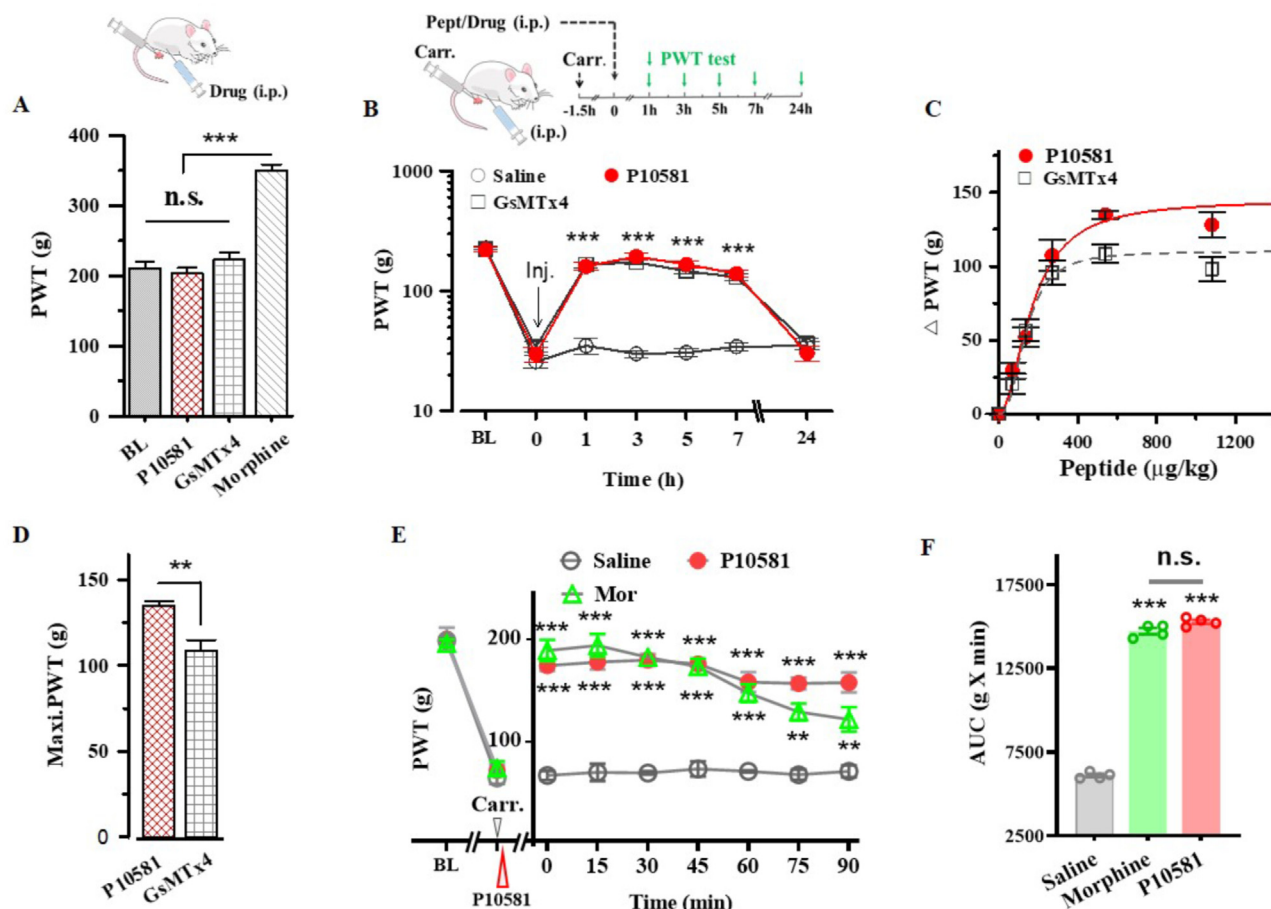 Drug (i.p.)
A
PWT (g)
400
300
200
100
0
n.s.
***
BL
P10581
GsMTx4
Morphine
Pept/Drug (i.p.)
Carr.
Carr.
(i.p.)
PWT test
-1.5h
0
1h
3h
5h
7h
24h
B
Saline
P10581
GsMTx4
PWT (g)
1000
100
10
Inj.
*** *** *** ***
BL
0
1
3
5
7
24
Time (h)
C
P10581
GsMTx4
△ PWT (g)
150
100
50
0
0
400
800
1200
Peptide (μg/kg)
D
Maxi.PWT (g)
150
100
50
0
**
P10581
GsMTx4
E
Saline
P10581
Mor
PWT (g)
200
100
*** *** *** *** *** *** ***
*** *** *** *** *** ** **
Carr.
BL
P10581
0
15
30
45
60
75
90
Time (min)
F
AUC (g X min)
17500
12500
7500
2500
n.s.
*** ***
Saline
Morphine
P10581